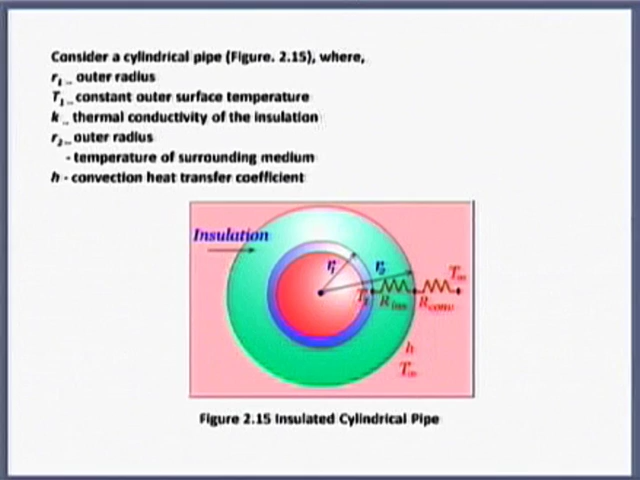 Consider a cylindrical pipe (Figure. 2.15), where,
r₁ – outer radius
T₁ – constant outer surface temperature
k – thermal conductivity of the insulation
r₂ – outer radius
- temperature of surrounding medium
h - convection heat transfer coefficient
Insulation
r₁ r₂ T∞
T₁ R ins R conv
h
T∞
Figure 2.15 Insulated Cylindrical Pipe